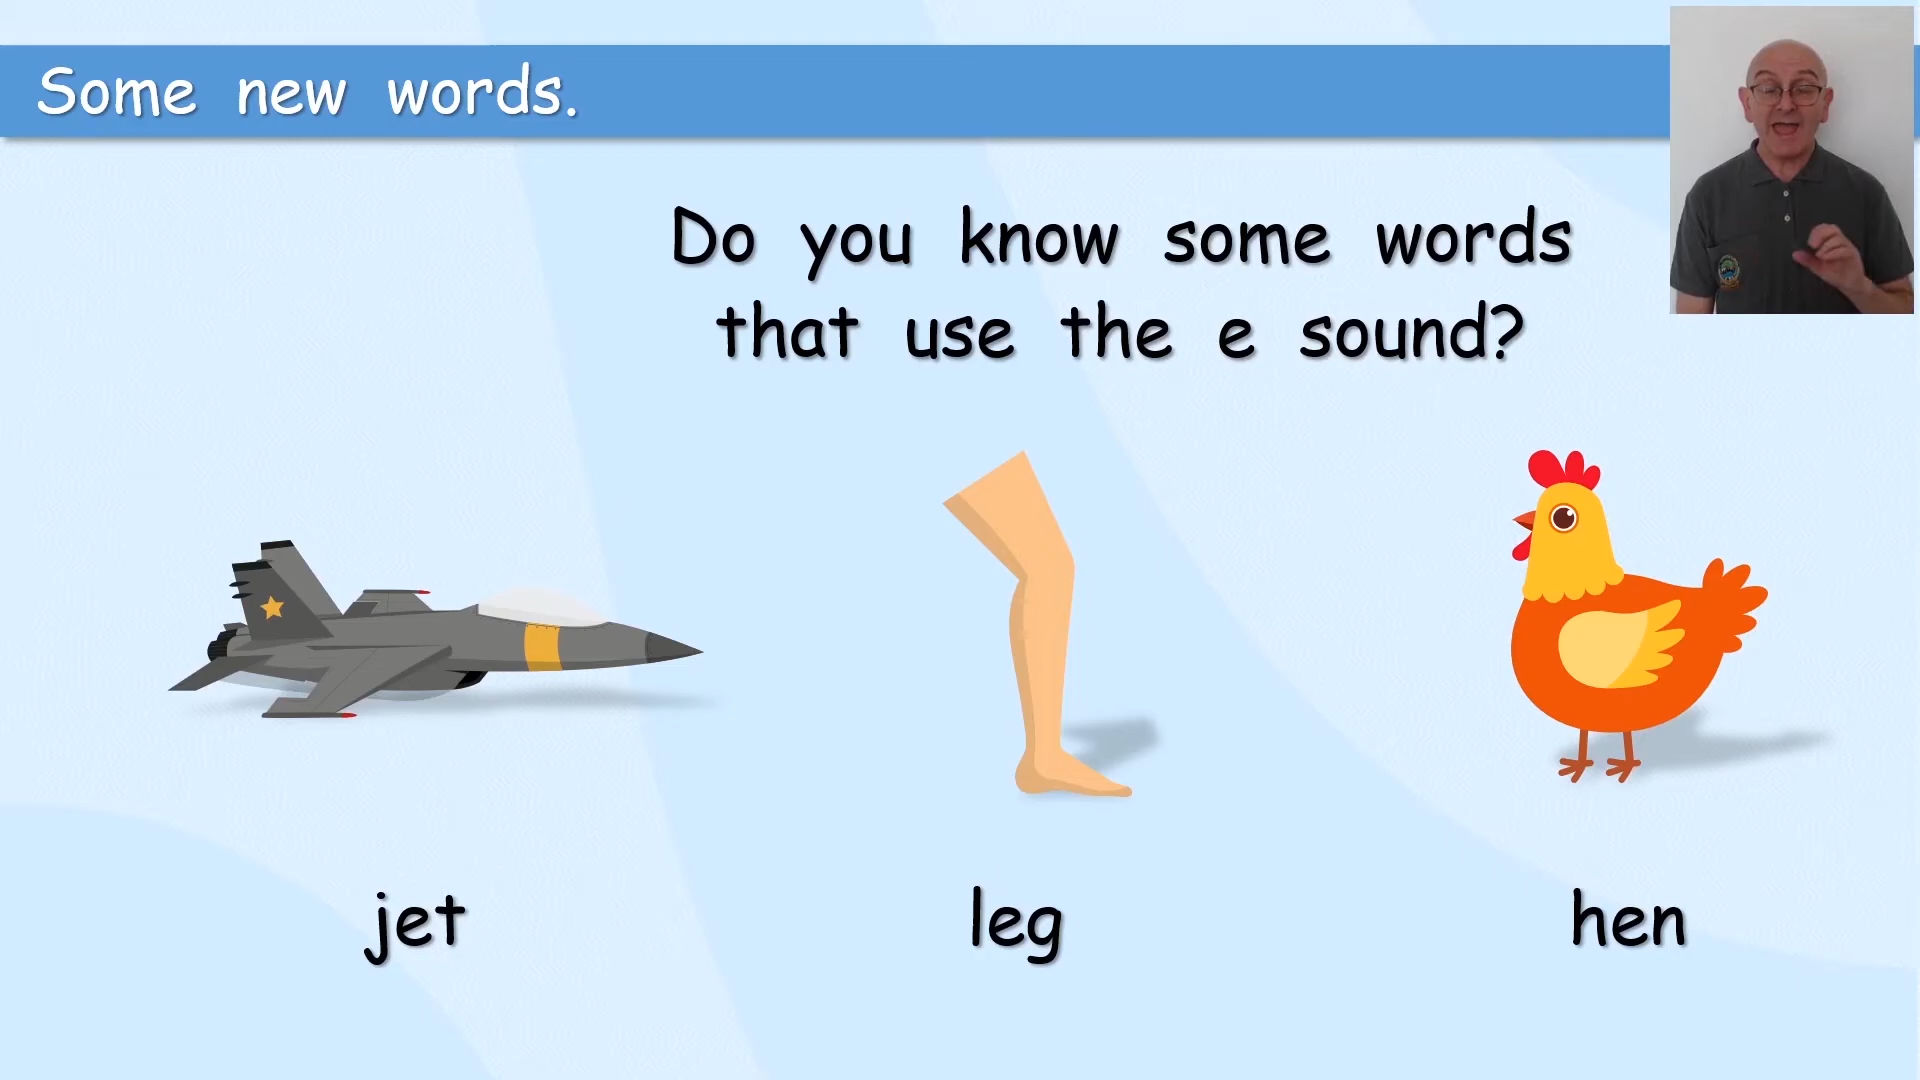 Some new words.
Do you know some words
that use the e sound?
jet
leg
hen